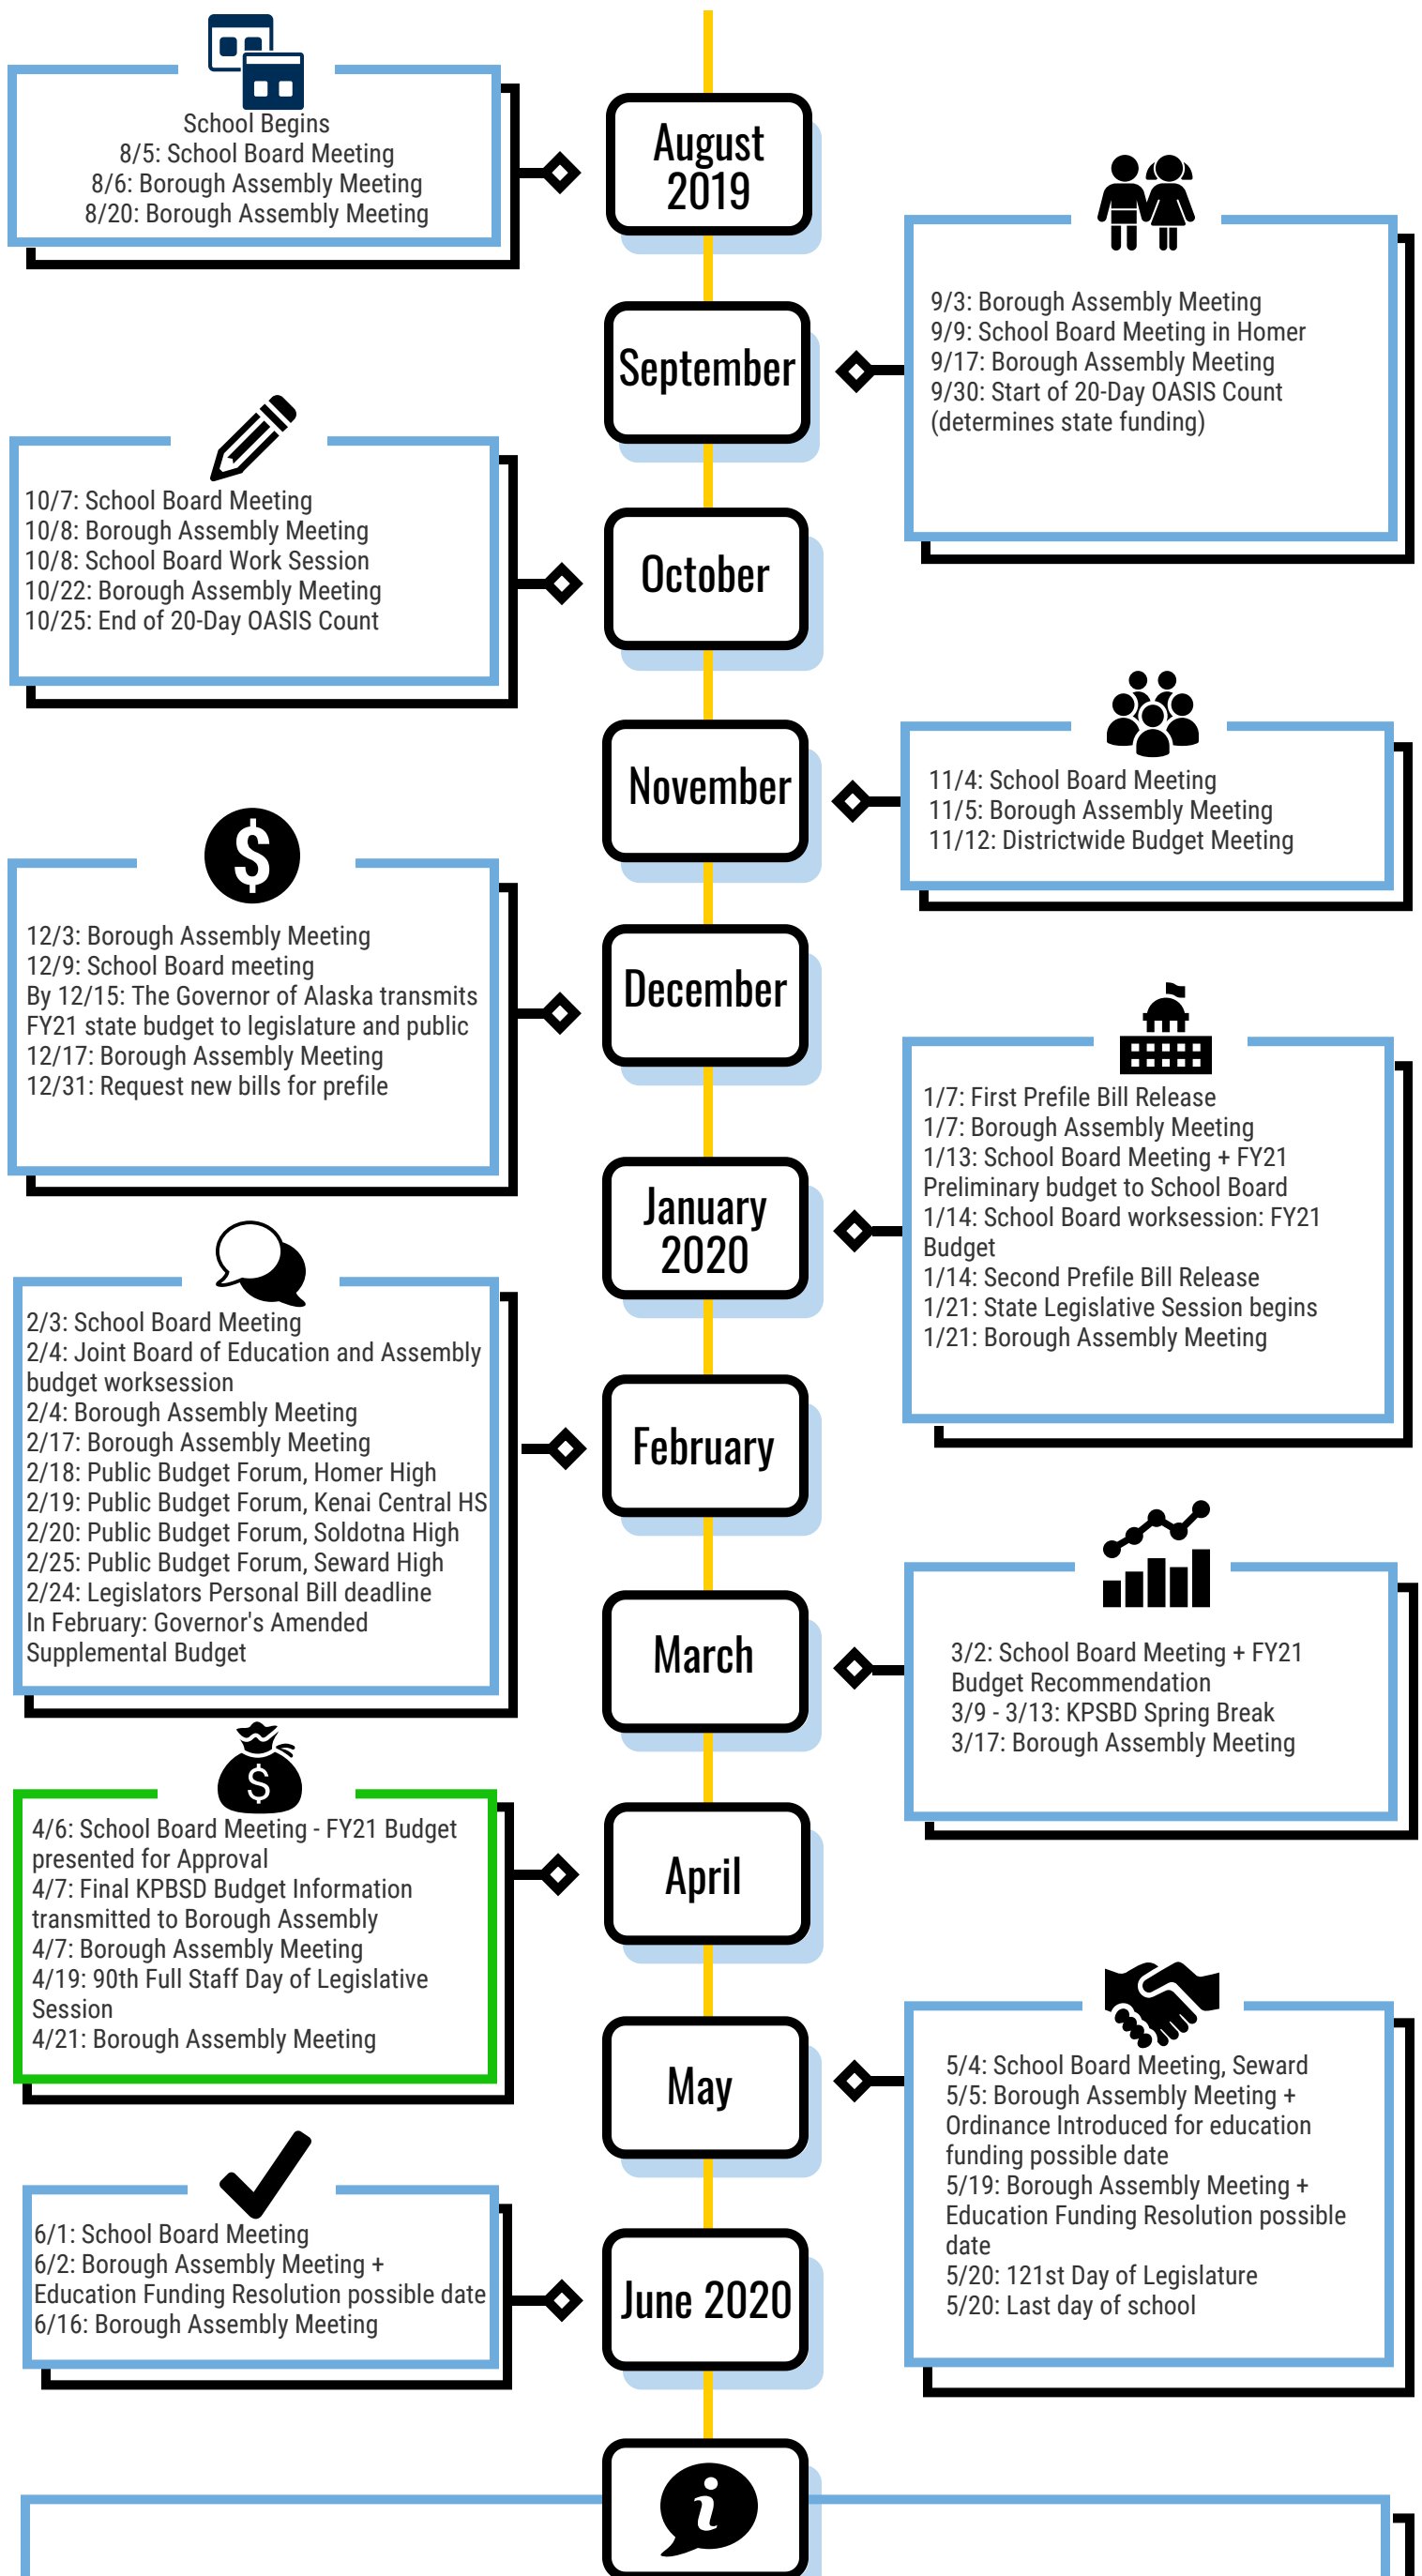 School Begins
8/5: School Board Meeting
8/6: Borough Assembly Meeting
8/20: Borough Assembly Meeting
August
2019
9/3: Borough Assembly Meeting
9/9: School Board Meeting in Homer
9/17: Borough Assembly Meeting
9/30: Start of 20-Day OASIS Count
(determines state funding)
September
10/7: School Board Meeting
10/8: Borough Assembly Meeting
10/8: School Board Work Session
10/22: Borough Assembly Meeting
10/25: End of 20-Day OASIS Count
October
11/4: School Board Meeting
11/5: Borough Assembly Meeting
11/12: Districtwide Budget Meeting
November
$
12/3: Borough Assembly Meeting
12/9: School Board meeting
By 12/15: The Governor of Alaska transmits
FY21 state budget to legislature and public
12/17: Borough Assembly Meeting
12/31: Request new bills for prefile
December
1/7: First Prefile Bill Release
1/7: Borough Assembly Meeting
1/13: School Board Meeting + FY21
Preliminary budget to School Board
1/14: School Board worksession: FY21
Budget
1/14: Second Prefile Bill Release
1/21: State Legislative Session begins
1/21: Borough Assembly Meeting
January
2020
2/3: School Board Meeting
2/4: Joint Board of Education and Assembly
budget worksession
2/4: Borough Assembly Meeting
2/17: Borough Assembly Meeting
2/18: Public Budget Forum, Homer High
2/19: Public Budget Forum, Kenai Central HS
2/20: Public Budget Forum, Soldotna High
2/25: Public Budget Forum, Seward High
2/24: Legislators Personal Bill deadline
In February: Governor's Amended
Supplemental Budget
February
3/2: School Board Meeting + FY21
Budget Recommendation
3/9 - 3/13: KPSBD Spring Break
3/17: Borough Assembly Meeting
March
$
4/6: School Board Meeting - FY21 Budget
presented for Approval
4/7: Final KPBSD Budget Information
transmitted to Borough Assembly
4/7: Borough Assembly Meeting
4/19: 90th Full Staff Day of Legislative
Session
4/21: Borough Assembly Meeting
April
5/4: School Board Meeting, Seward
5/5: Borough Assembly Meeting +
Ordinance Introduced for education
funding possible date
5/19: Borough Assembly Meeting +
Education Funding Resolution possible
date
5/20: 121st Day of Legislature
5/20: Last day of school
May
6/1: School Board Meeting
6/2: Borough Assembly Meeting +
Education Funding Resolution possible date
6/16: Borough Assembly Meeting
June 2020
i